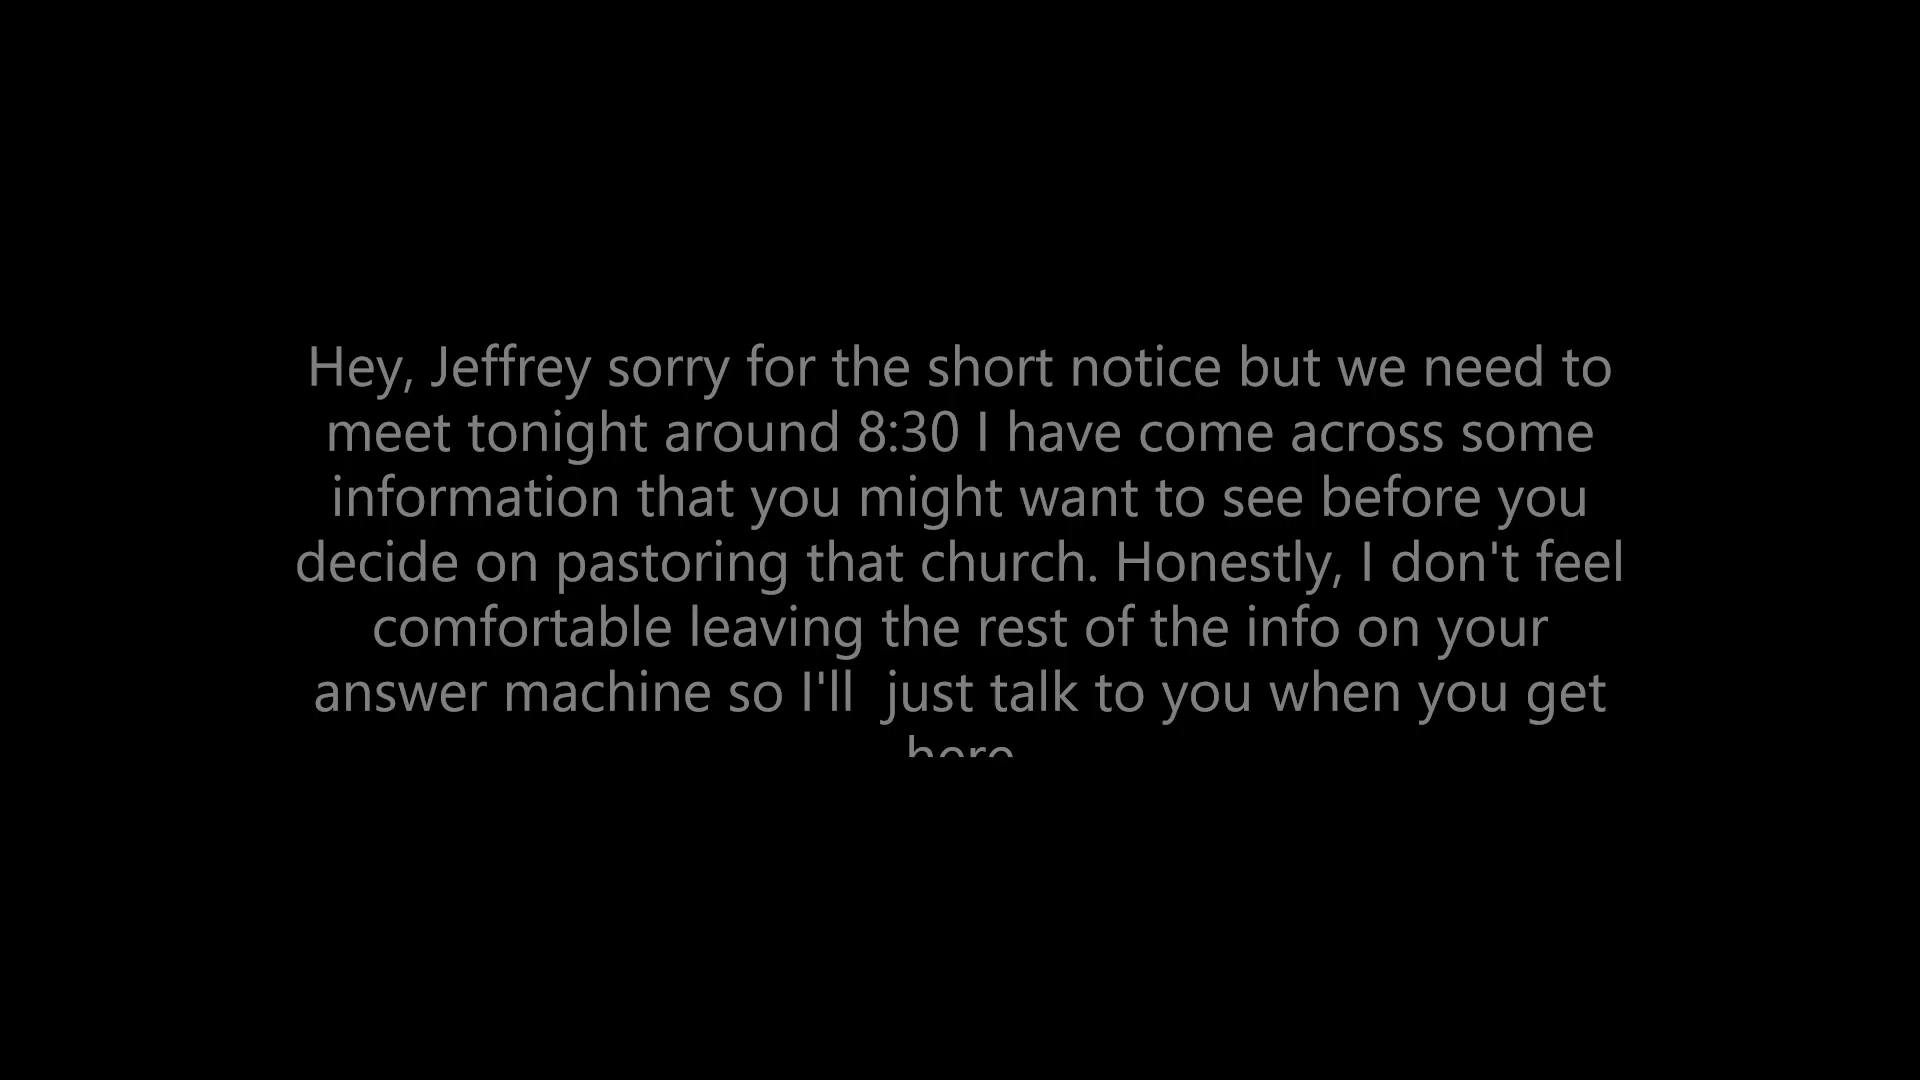 Hey, Jeffrey sorry for the short notice but we need to
meet tonight around 8:30 I have come across some
information that you might want to see before you
decide on pastoring that church. Honestly, I don't feel
comfortable leaving the rest of the info on your
answer machine so I'll  just talk to you when you get
here